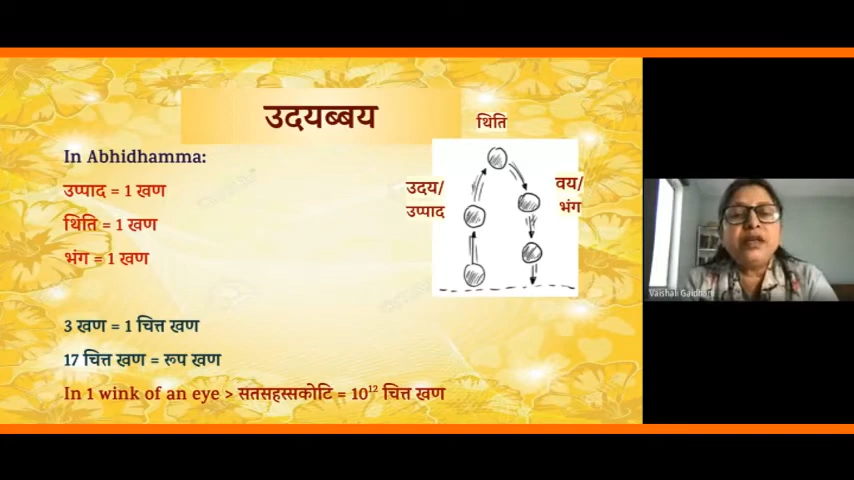 उदयब्बय
In Abhidhamma:
उप्पाद = 1 खण
थिति = 1 खण
भंग = 1 खण
3 खण = 1 चित्त खण
17 चित्त खण = रूप खण
In 1 wink of an eye > सतसहस्सकोटि = 10¹² चित्त खण
थिति
उदय/
उप्पाद
वय/
भंग
Vaishali Gaidhani